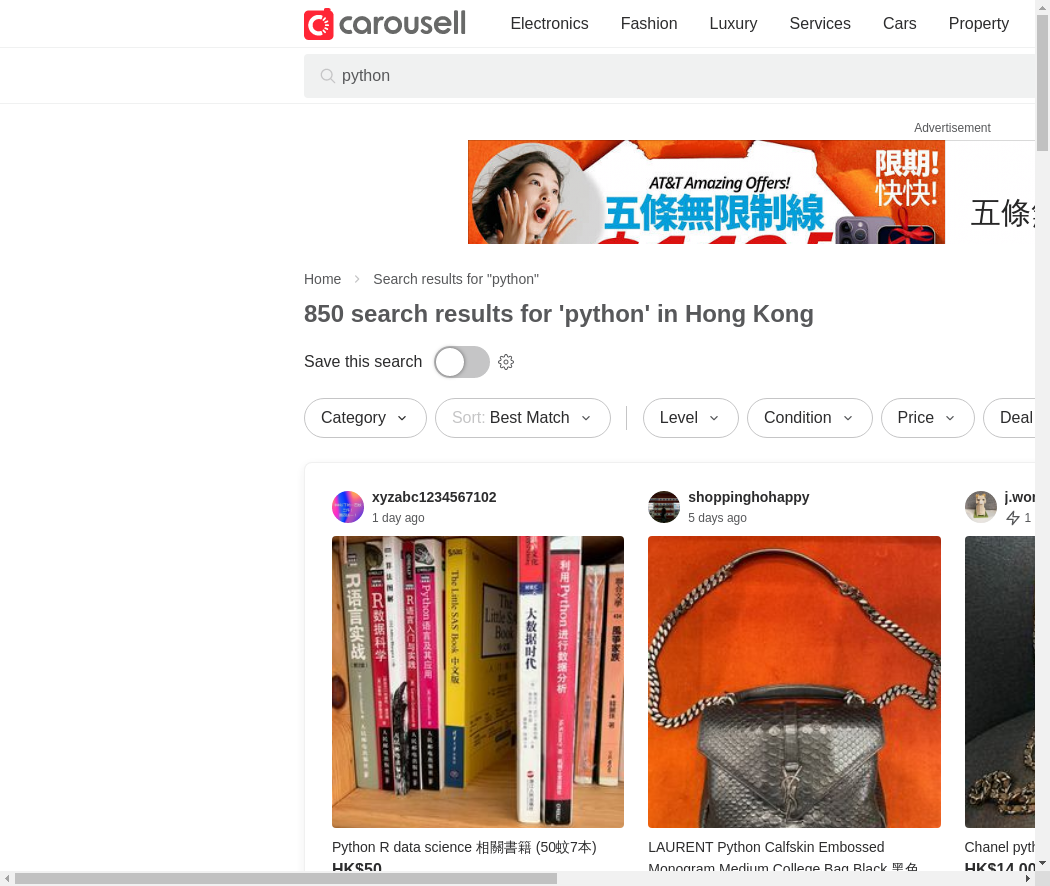 carousell
Electronics Fashion Luxury Services Cars Property
python
Advertisement
AT&T Amazing Offers!
五條無限制線
限期!
快快!
五條
Home Search results for "python"
850 search results for 'python' in Hong Kong
Save this search
Category Sort: Best Match Level Condition Price Deal
xyzabc1234567102
1 day ago
shoppinghohappy
5 days ago
j.wor
1
R语言实战
R数据科学
算法图解
R语言入门与实践
Python语言及其应用
The Little SAS Book 中文版
The
Little SAS
Book
大数据时代
利用Python进行数据分析
Python R data science 相關書籍 (50蚊7本)
HK$50
LAURENT Python Calfskin Embossed
Monogram Medium College Bag Black 黑色
Chanel pyth
HK$14,00